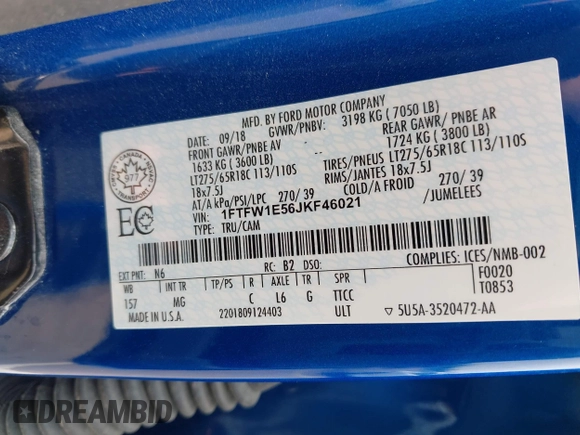 MFD. BY FORD MOTOR COMPANY
09/18 GVWR/PNBV: 3198 KG ( 7050 LB)
FRONT GAWR/PNBE AV REAR GAWR/ PNBE AR
1633 KG ( 3600 LB) 1724 KG ( 3800 LB)
LT275/65R18C 113/110S TIRES/PNEUS LT275/65R18C 113/110S
18x7.5J RIMS/JANTES 18x7.5J
AT/A kPa/PSI/LPC 270/ 39 COLD/A FROID 270/ 39
VIN: 1FTFW1E56JKF46021 /JUMELEES
TYPE: TRU/CAM
CANADA
977
TRANSPORT
EC
COMPLIES: ICES/NMB-002
EXT PNT: N6 RC: B2 DSO: F0020
WB INT TR TP/PS R AXLE TR SPR T0853
157 MG C L6 G TTCC
MADE IN U.S.A. 2201809124403 ULT 5U5A-3520472-AA
DREAMBID